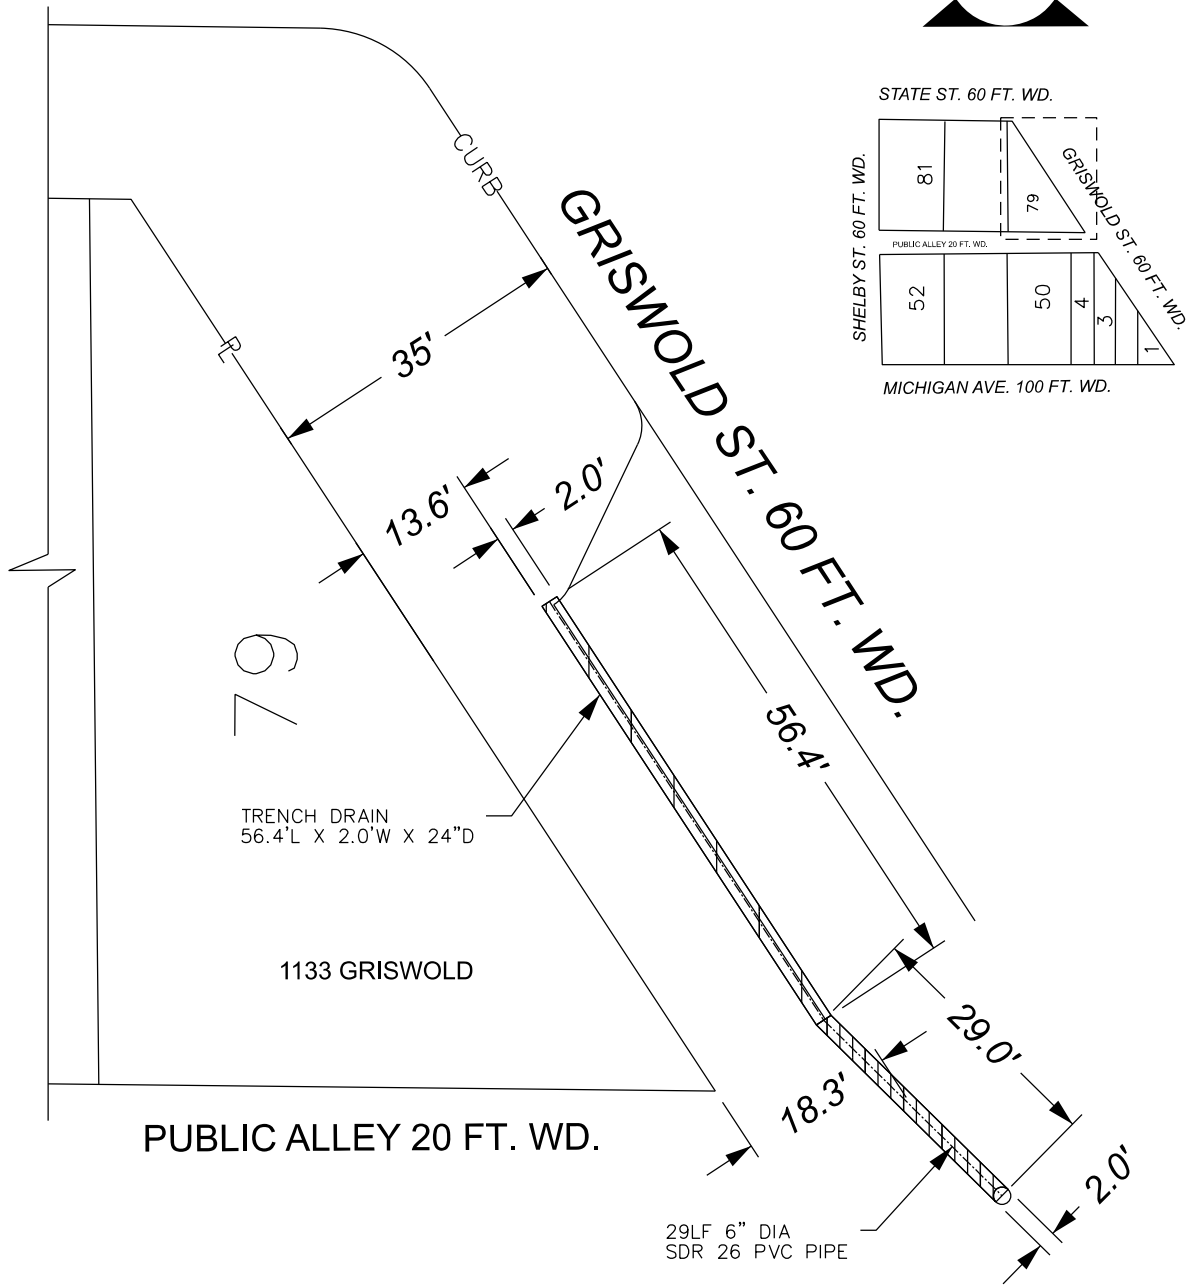 STATE ST. 60 FT. WD.
SHELBY ST. 60 FT. WD.
81
79
GRISWOLD ST. 60 FT. WD.
PUBLIC ALLEY 20 FT. WD.
52
50
4
3
1
MICHIGAN AVE. 100 FT. WD.
CURB
GRISWOLD ST. 60 FT. WD.
PL
35'
13.6'
2.0'
56.4'
79
TRENCH DRAIN
56.4'L X 2.0'W X 24"D
1133 GRISWOLD
29.0'
18.3'
2.0'
PUBLIC ALLEY 20 FT. WD.
29LF 6" DIA
SDR 26 PVC PIPE